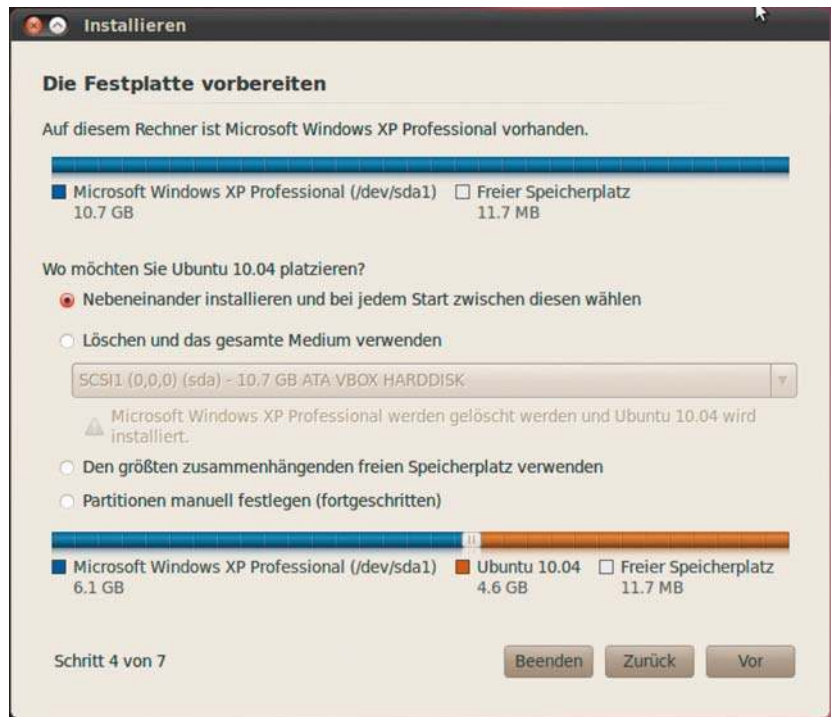 Installieren
Die Festplatte vorbereiten
Auf diesem Rechner ist Microsoft Windows XP Professional vorhanden.
Microsoft Windows XP Professional (/dev/sda1) Freier Speicherplatz
10.7 GB 11.7 MB
Wo möchten Sie Ubuntu 10.04 platzieren?
Nebeneinander installieren und bei jedem Start zwischen diesen wählen
Löschen und das gesamte Medium verwenden
SCSI1 (0,0,0) (sda) - 10.7 GB ATA VBOX HARDDISK
Microsoft Windows XP Professional werden gelöscht werden und Ubuntu 10.04 wird
installiert.
Den größten zusammenhängenden freien Speicherplatz verwenden
Partitionen manuell festlegen (fortgeschritten)
Microsoft Windows XP Professional (/dev/sda1) Ubuntu 10.04 Freier Speicherplatz
6.1 GB 4.6 GB 11.7 MB
Schritt 4 von 7 Beenden Zurück Vor